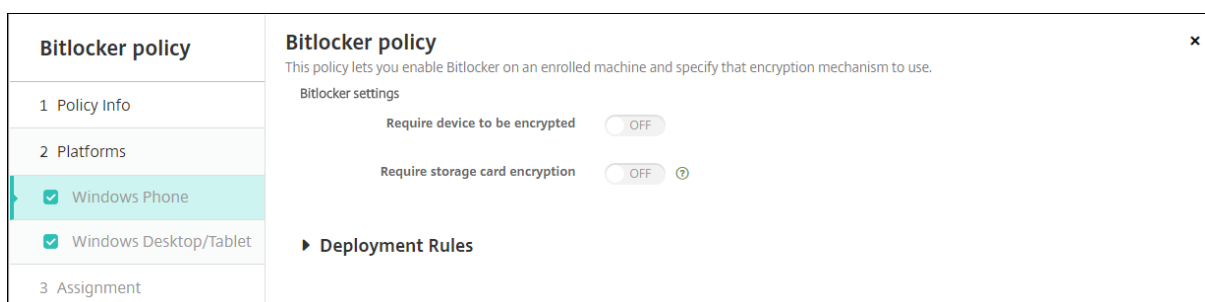 Bitlocker policy
1 Policy Info
2 Platforms
Windows Phone
Windows Desktop/Tablet
3 Assignment
Bitlocker policy
This policy lets you enable Bitlocker on an enrolled machine and specify that encryption mechanism to use.
Bitlocker settings
Require device to be encrypted OFF
Require storage card encryption OFF ?
Deployment Rules